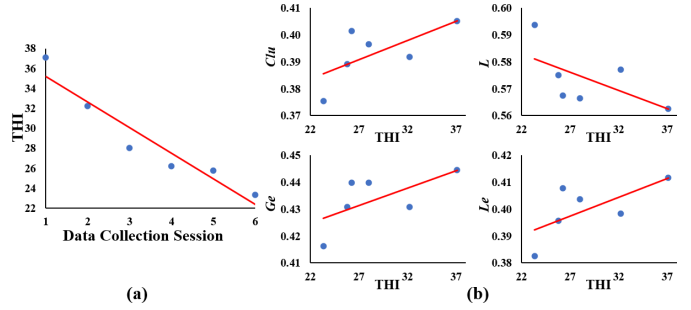 38
36
34
32
30
28
26
24
22
THI
1 2 3 4 5 6
Data Collection Session
(a)
0.41
0.40
0.39
0.38
0.37
Clu
22 27 32 37
THI
0.60
0.59
0.58
0.57
0.56
L
22 27 32 37
THI
0.45
0.44
0.43
0.42
0.41
Ge
22 27 32 37
THI
0.42
0.41
0.40
0.39
0.38
Le
22 27 32 37
THI
(b)